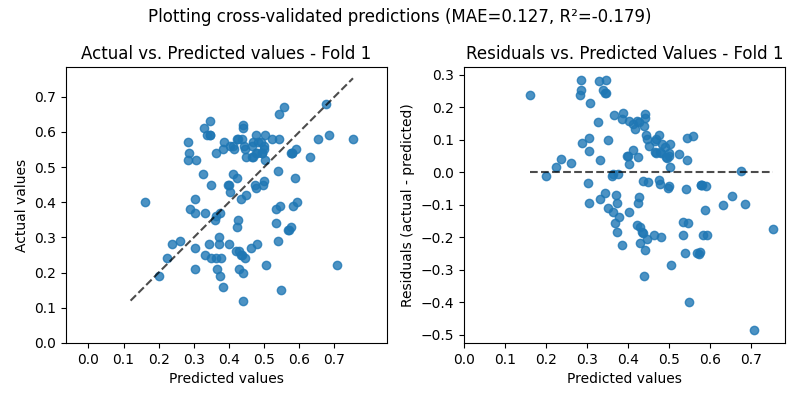 Plotting cross-validated predictions (MAE=0.127, R²=-0.179)
Actual vs. Predicted values - Fold 1
Actual values
0.7
0.6
0.5
0.4
0.3
0.2
0.1
0.0
0.0 0.1 0.2 0.3 0.4 0.5 0.6 0.7
Predicted values
Residuals vs. Predicted Values - Fold 1
Residuals (actual - predicted)
0.3
0.2
0.1
0.0
−0.1
−0.2
−0.3
−0.4
−0.5
0.0 0.1 0.2 0.3 0.4 0.5 0.6 0.7
Predicted values